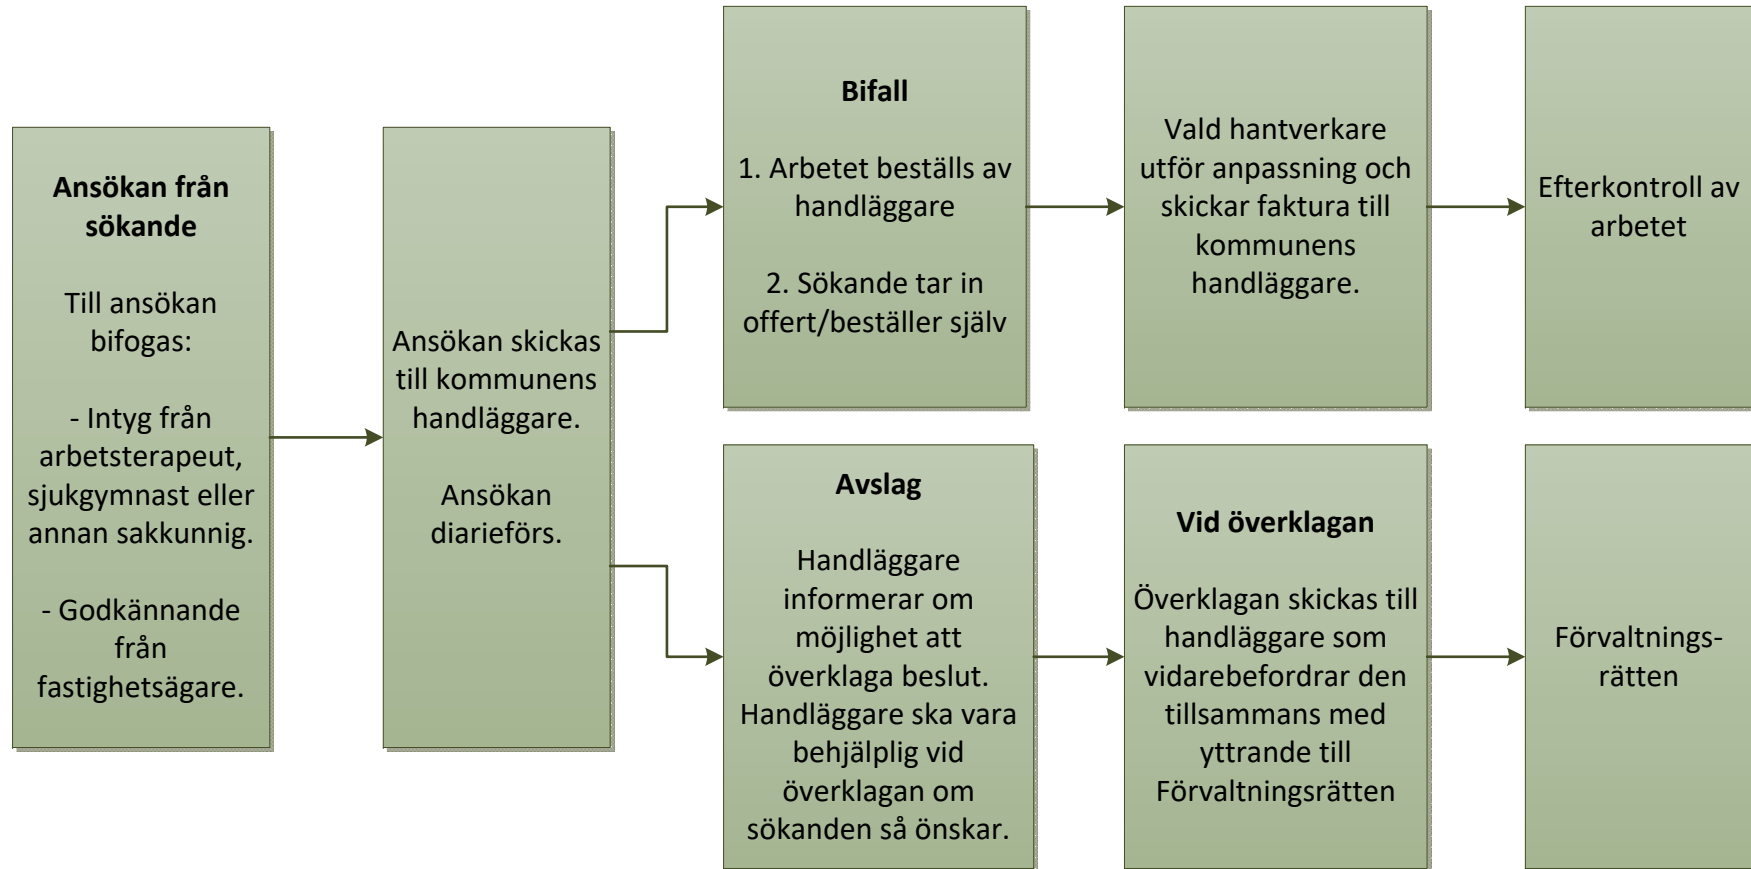 Ansökan från
sökande
Till ansökan
bifogas:
- Intyg från
arbetsterapeut,
sjukgymnast eller
annan sakkunnig.
- Godkännande
från
fastighetsägare.
Ansökan skickas
till kommunens
handläggare.
Ansökan
diarieförs.
Bifall
1. Arbetet beställs av
handläggare
2. Sökande tar in
offert/beställer själv
Vald hantverkare
utför anpassning och
skickar faktura till
kommunens
handläggare.
Efterkontroll av
arbetet
Avslag
Handläggare
informerar om
möjlighet att
överklaga beslut.
Handläggare ska vara
behjälplig vid
överklagan om
sökanden så önskar.
Vid överklagan
Överklagan skickas till
handläggare som
vidarebefordrar den
tillsammans med
yttrande till
Förvaltningsrätten
Förvaltnings-
rätten